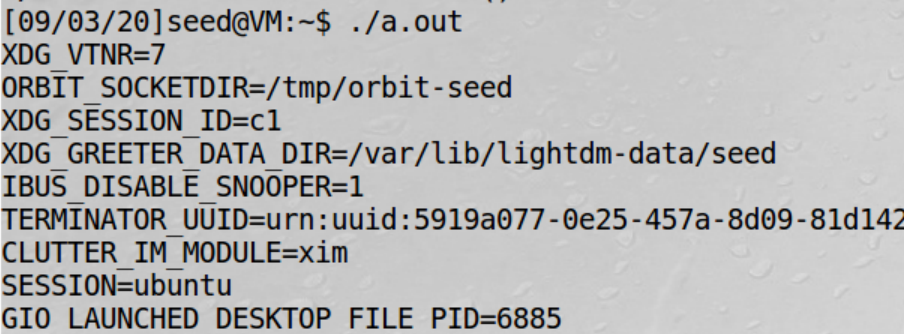 [09/03/20]seed@VM:~$ ./a.out
XDG_VTNR=7
ORBIT_SOCKETDIR=/tmp/orbit-seed
XDG_SESSION_ID=c1
XDG_GREETER_DATA_DIR=/var/lib/lightdm-data/seed
IBUS_DISABLE_SNOOPER=1
TERMINATOR_UUID=urn:uuid:5919a077-0e25-457a-8d09-81d142
CLUTTER_IM_MODULE=xim
SESSION=ubuntu
GIO_LAUNCHED_DESKTOP_FILE_PID=6885